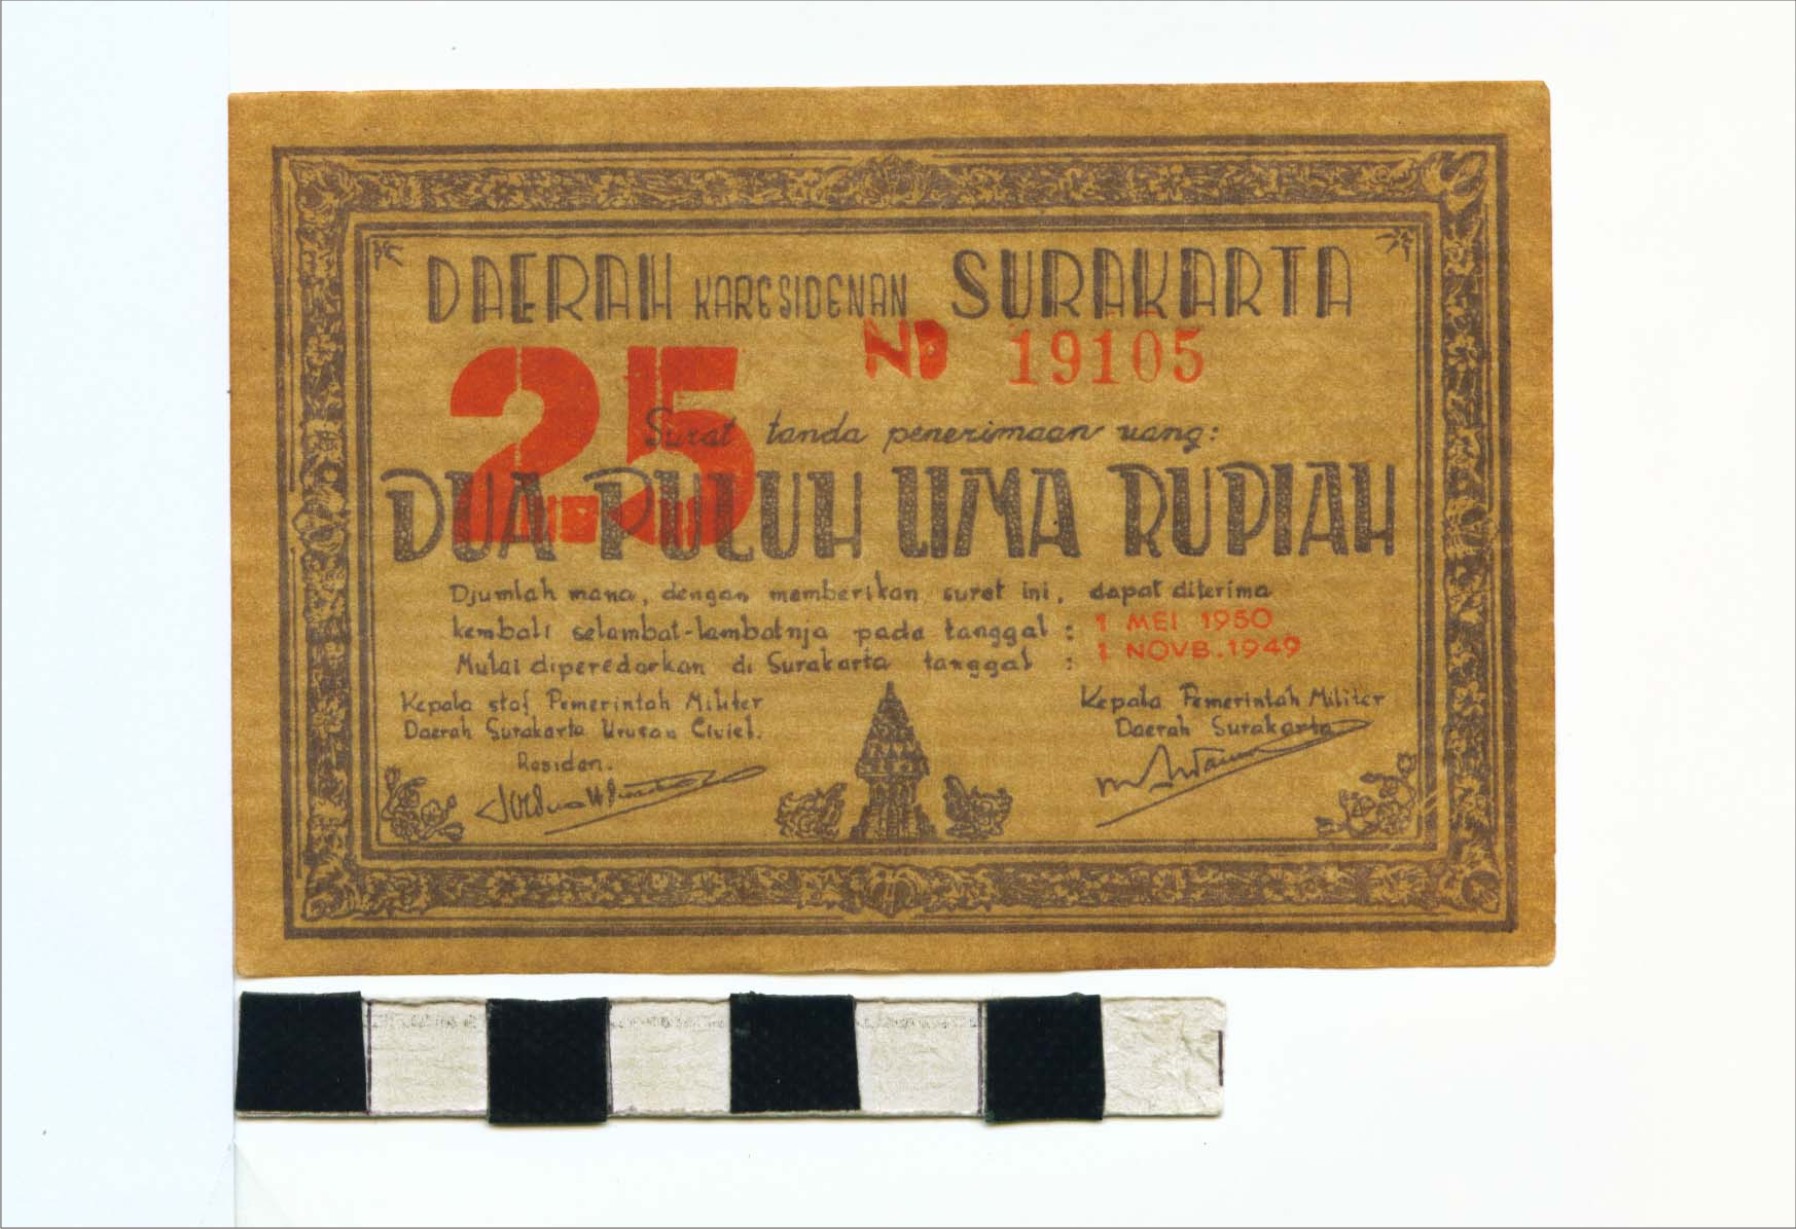 DAERAH KARESIDENAN SURAKARTA
25 No 19105
Surat tanda penerimaan uang:
DUA PULUH LIMA RUPIAH
Djumlah mana, dengan memberikan surat ini, dapat diterima
kembali selambat-lambatnja pada tanggal : 1 MEI 1950
Mulai diperedarkan di Surakarta tanggal : 1 NOVB.1949
Kepala staf Pemerintah Militer
Daerah Surakarta Urusan Civiel.
Residen.
Kepala Pemerintah Militer
Daerah Surakarta